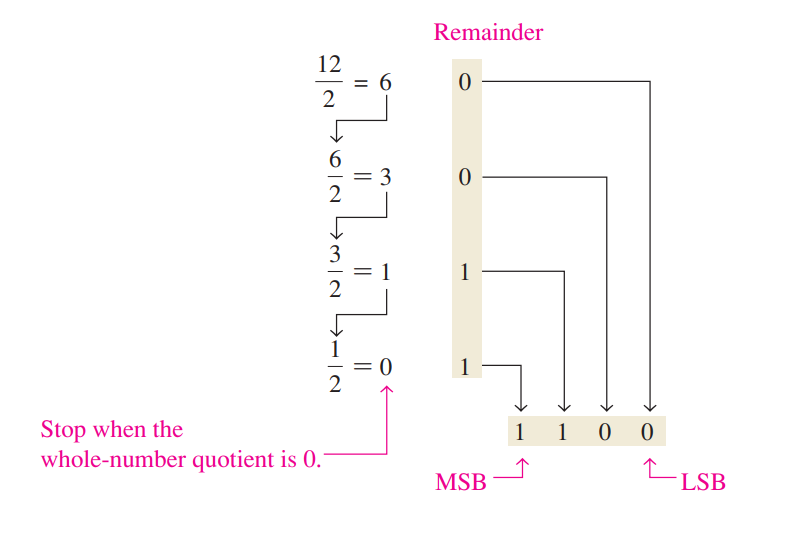 Remainder
12/2 = 6 0
6/2 = 3 0
3/2 = 1 1
1/2 = 0 1
Stop when the
whole-number quotient is 0.
1 1 0 0
MSB LSB